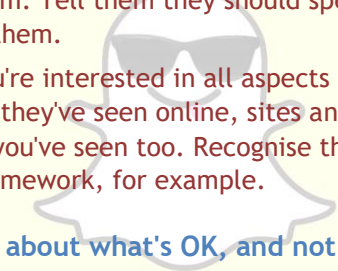 m. Tell them they should spe
them.
u're interested in all aspects
they've seen online, sites an
you've seen too. Recognise th
mework, for example.
about what's OK, and not